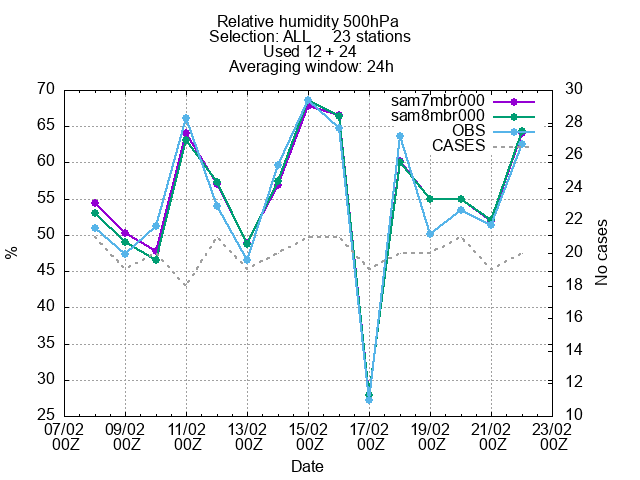 Relative humidity 500hPa
Selection: ALL 23 stations
Used 12 + 24
Averaging window: 24h
70 30
sam7mbr000
sam8mbr000
OBS
CASES
65 28
60 26
55 24
50 22
45 20
40 18
35 16
30 14
25 12
10
%
No cases
07/02 09/02 11/02 13/02 15/02 17/02 19/02 21/02 23/02
00Z 00Z 00Z 00Z 00Z 00Z 00Z 00Z 00Z
Date